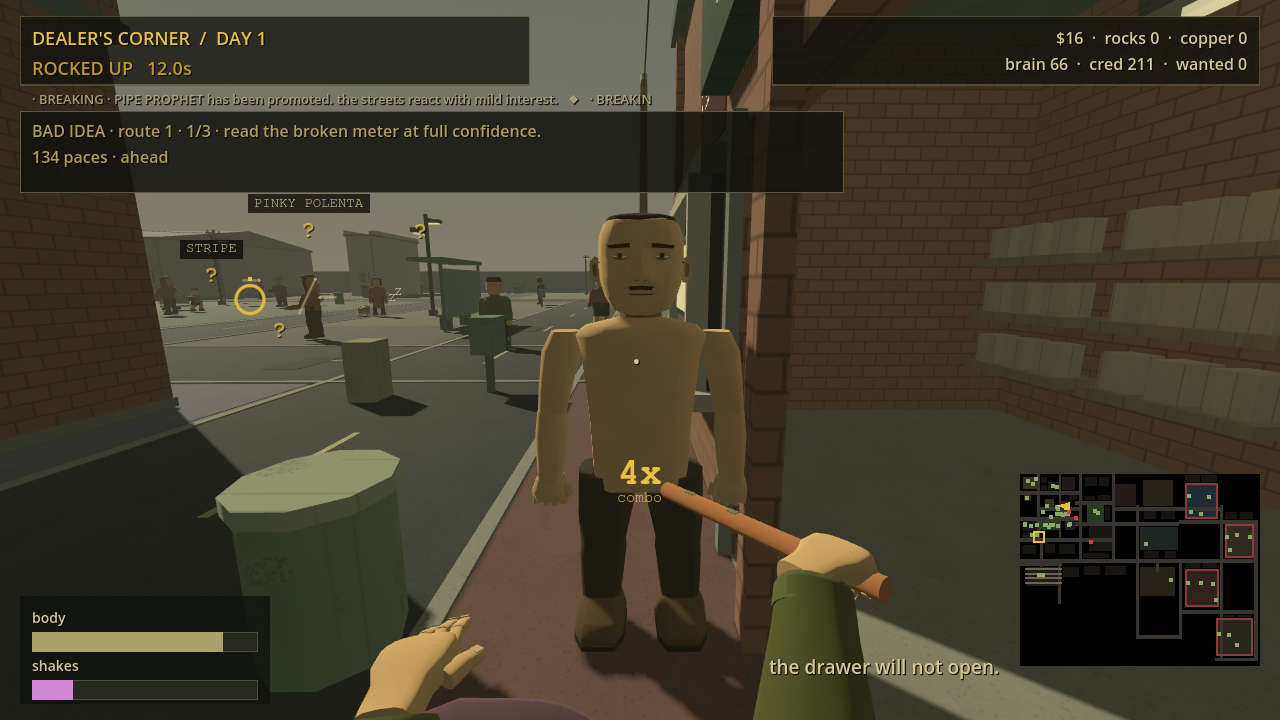 DEALER'S CORNER / DAY 1
ROCKED UP 12.0s
$16 · rocks 0 · copper 0
brain 66 · cred 211 · wanted 0
· BREAKING · PIPE PROPHET has been promoted. the streets react with mild interest. ◆ · BREAKIN
BAD IDEA · route 1 · 1/3 · read the broken meter at full confidence.
134 paces · ahead
PINKY POLENTA
?
?
STRIPE
?
?
zZ
4x
combo
body
shakes
the drawer will not open.